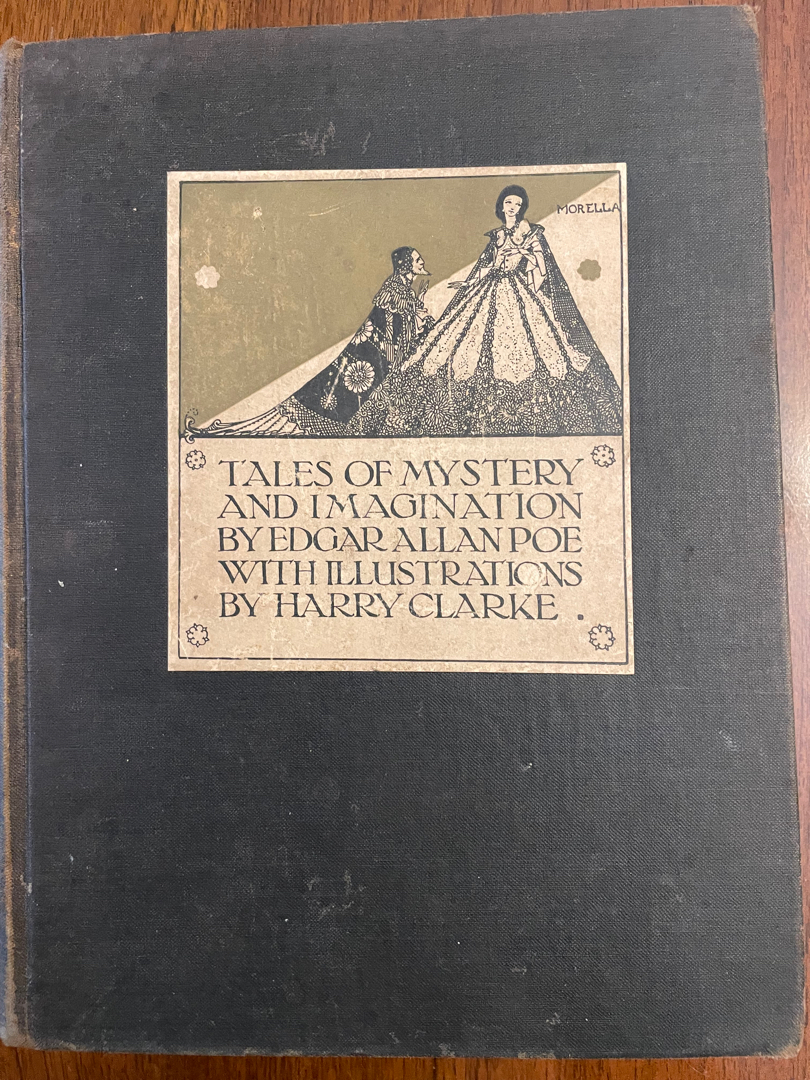 MORELLA
TALES OF MYSTERY
AND IMAGINATION
BY EDGAR ALLAN POE
WITH ILLUSTRATIONS
BY HARRY CLARKE .